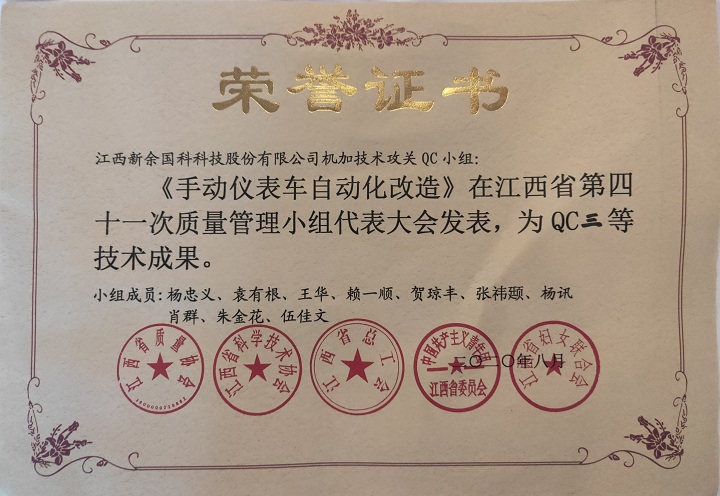 荣誉证书
江西新余国科科技股份有限公司机加技术攻关QC小组:
《手动仪表车自动化改造》在江西省第四
十一次质量管理小组代表大会发表，为QC三等
技术成果。
小组成员:杨忠义、袁有根、王华、赖一顺、贺琼丰、张祎颋、杨讯
肖群、朱金花、伍佳文
江西省质量协会
江西省科学技术协会
江西省总工会
中国共产主义青年团
江西省委员会
江西省妇女联合会
二〇二〇年八月